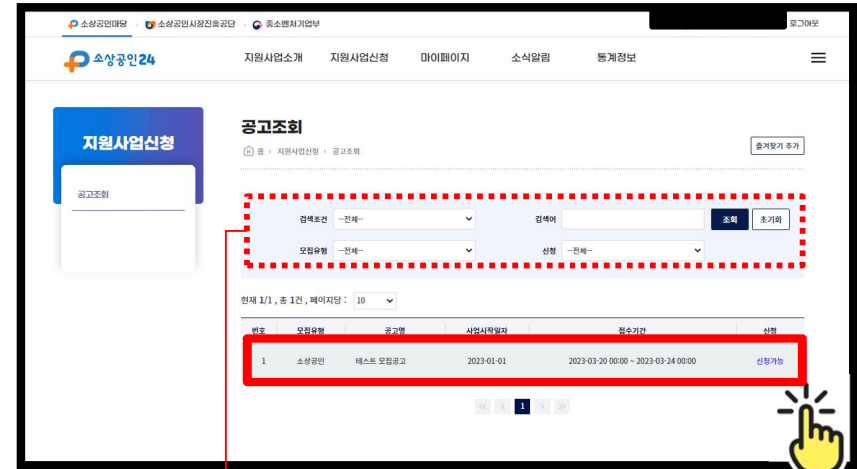 소상공인마당 소상공인시장진흥공단 중소벤처기업부 로그아웃
소상공인24 지원사업소개 지원사업신청 마이페이지 소식알림 통계정보
지원사업신청
공고조회
공고조회
홈 › 지원사업신청 › 공고조회
즐겨찾기 추가
검색조건 --전체-- 검색어 조회 초기화
모집유형 --전체-- 신청 --전체--
현재 1/1 , 총 1건 , 페이지당 : 10
번호 모집유형 공고명 사업시작일자 접수기간 신청
1 소상공인 테스트 모집공고 2023-01-01 2023-03-20 00:00 ~ 2023-03-24 00:00 신청가능
1